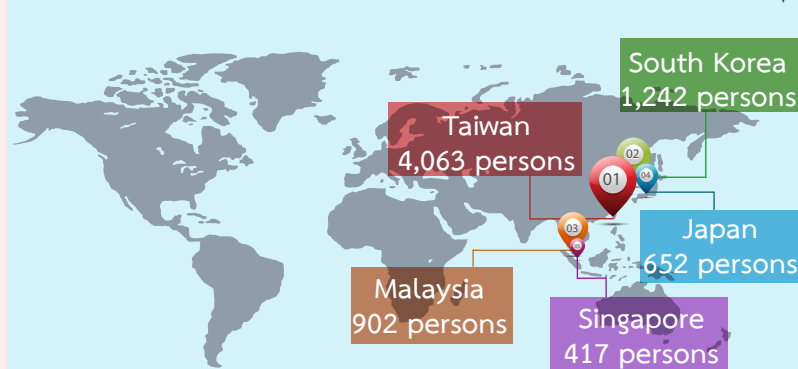 South Korea
1,242 persons
Taiwan
4,063 persons
02
01
04
03
05
Japan
652 persons
Malaysia
902 persons
Singapore
417 persons